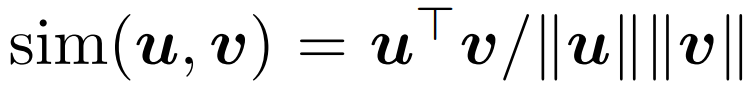 sim(𝒖, 𝒗) = 𝒖⊤𝒗/‖𝒖‖‖𝒗‖